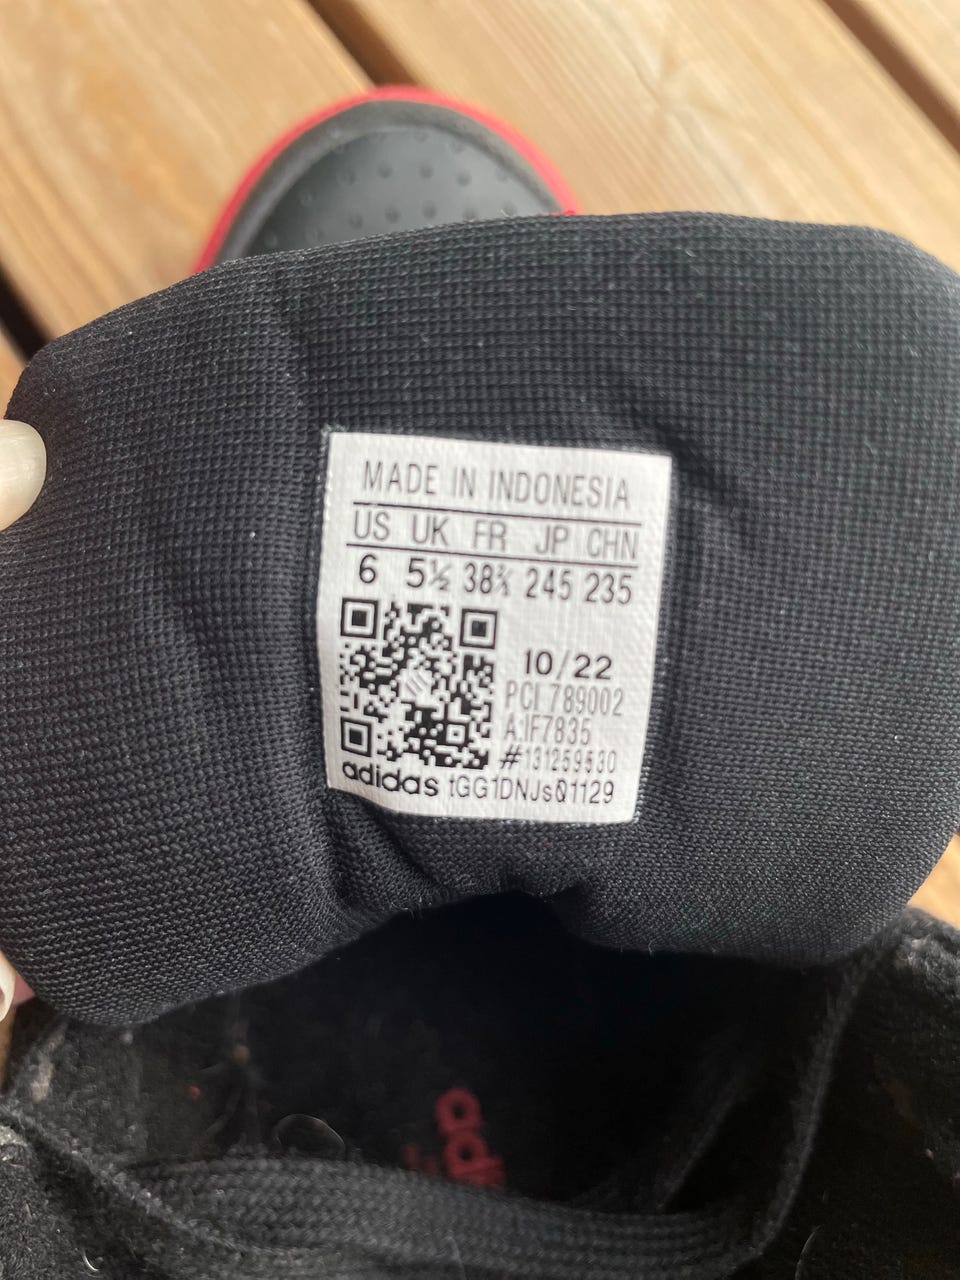 MADE IN INDONESIA
US UK FR JP CHN
6 5½ 38⅔ 245 235
10/22
PCI 789002
A:IF7835
#131259530
adidas tGG1DNJsQ1129